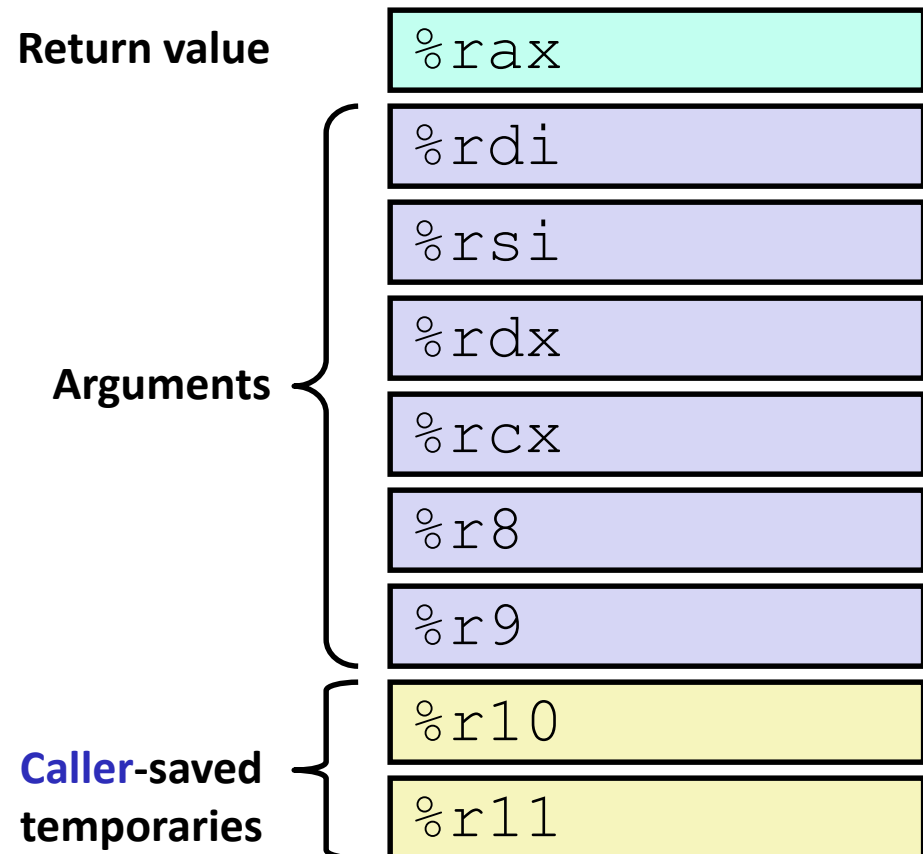 Return value
%rax
%rdi
%rsi
%rdx
Arguments
%rcx
%r8
%r9
%r10
Caller-saved
temporaries
%r11